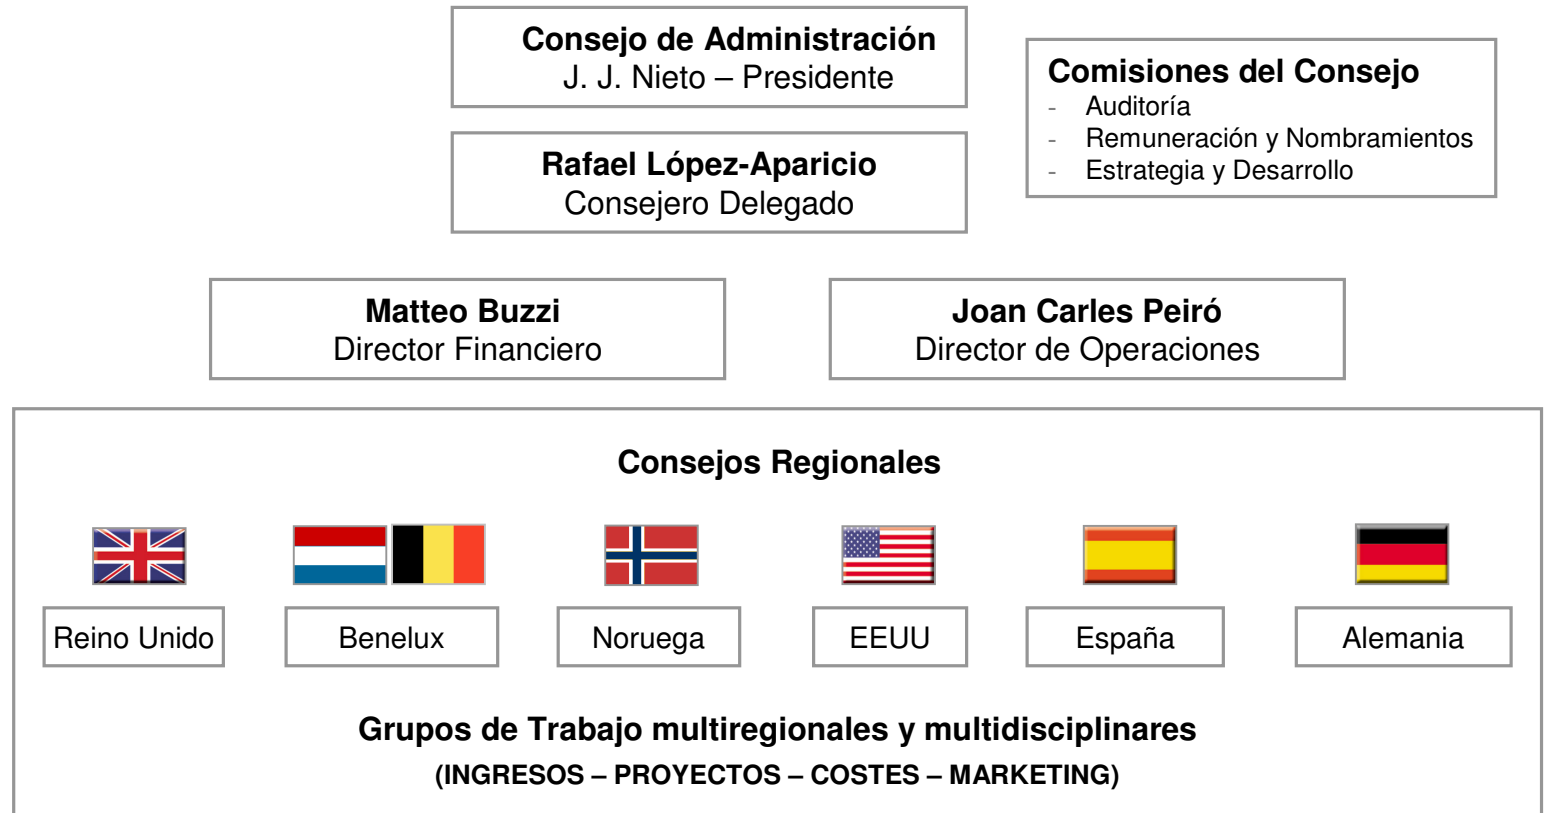 Consejo de Administración
J. J. Nieto – Presidente
Comisiones del Consejo
- Auditoría
- Remuneración y Nombramientos
- Estrategia y Desarrollo
Rafael López-Aparicio
Consejero Delegado
Matteo Buzzi
Director Financiero
Joan Carles Peiró
Director de Operaciones
Consejos Regionales
Reino Unido
Benelux
Noruega
EEUU
España
Alemania
Grupos de Trabajo multiregionales y multidisciplinares
(INGRESOS – PROYECTOS – COSTES – MARKETING)